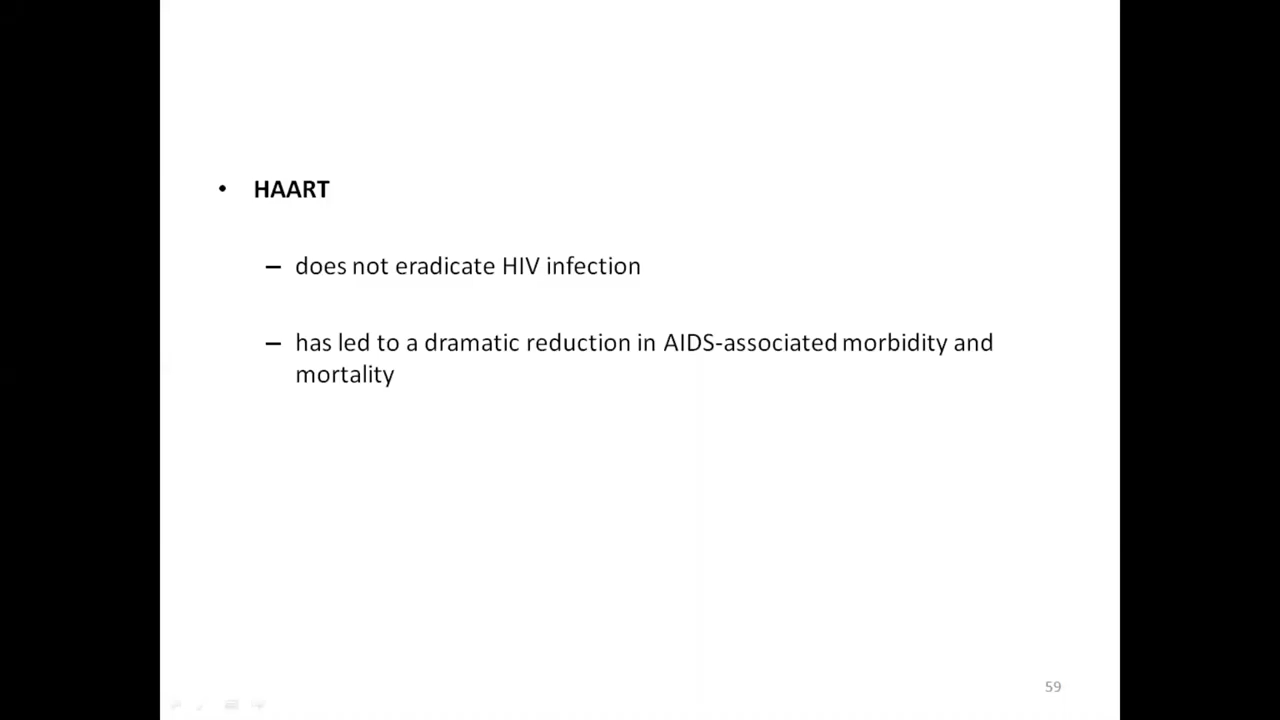 • HAART
– does not eradicate HIV infection
– has led to a dramatic reduction in AIDS-associated morbidity and
mortality
59